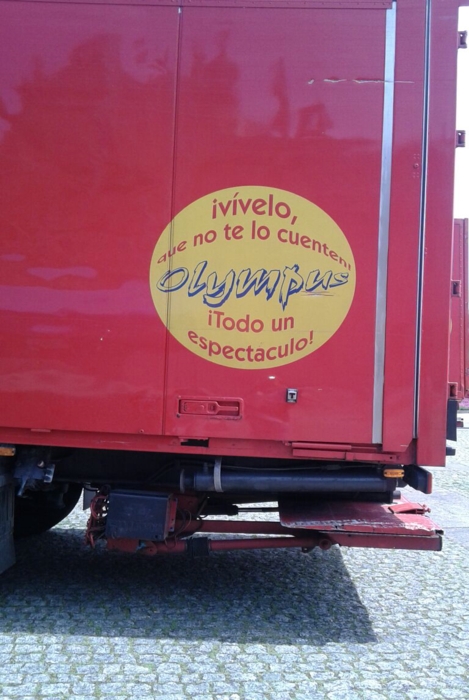 ¡vívelo,
que no te lo cuenten!
Olympus
¡Todo un
espectaculo!